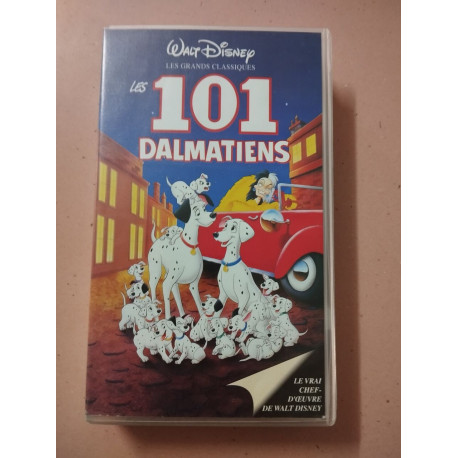 WALT DISNEY
LES GRANDS CLASSIQUES
LES
101
DALMATIENS
LE VRAI
CHEF-
D'ŒUVRE
DE WALT DISNEY